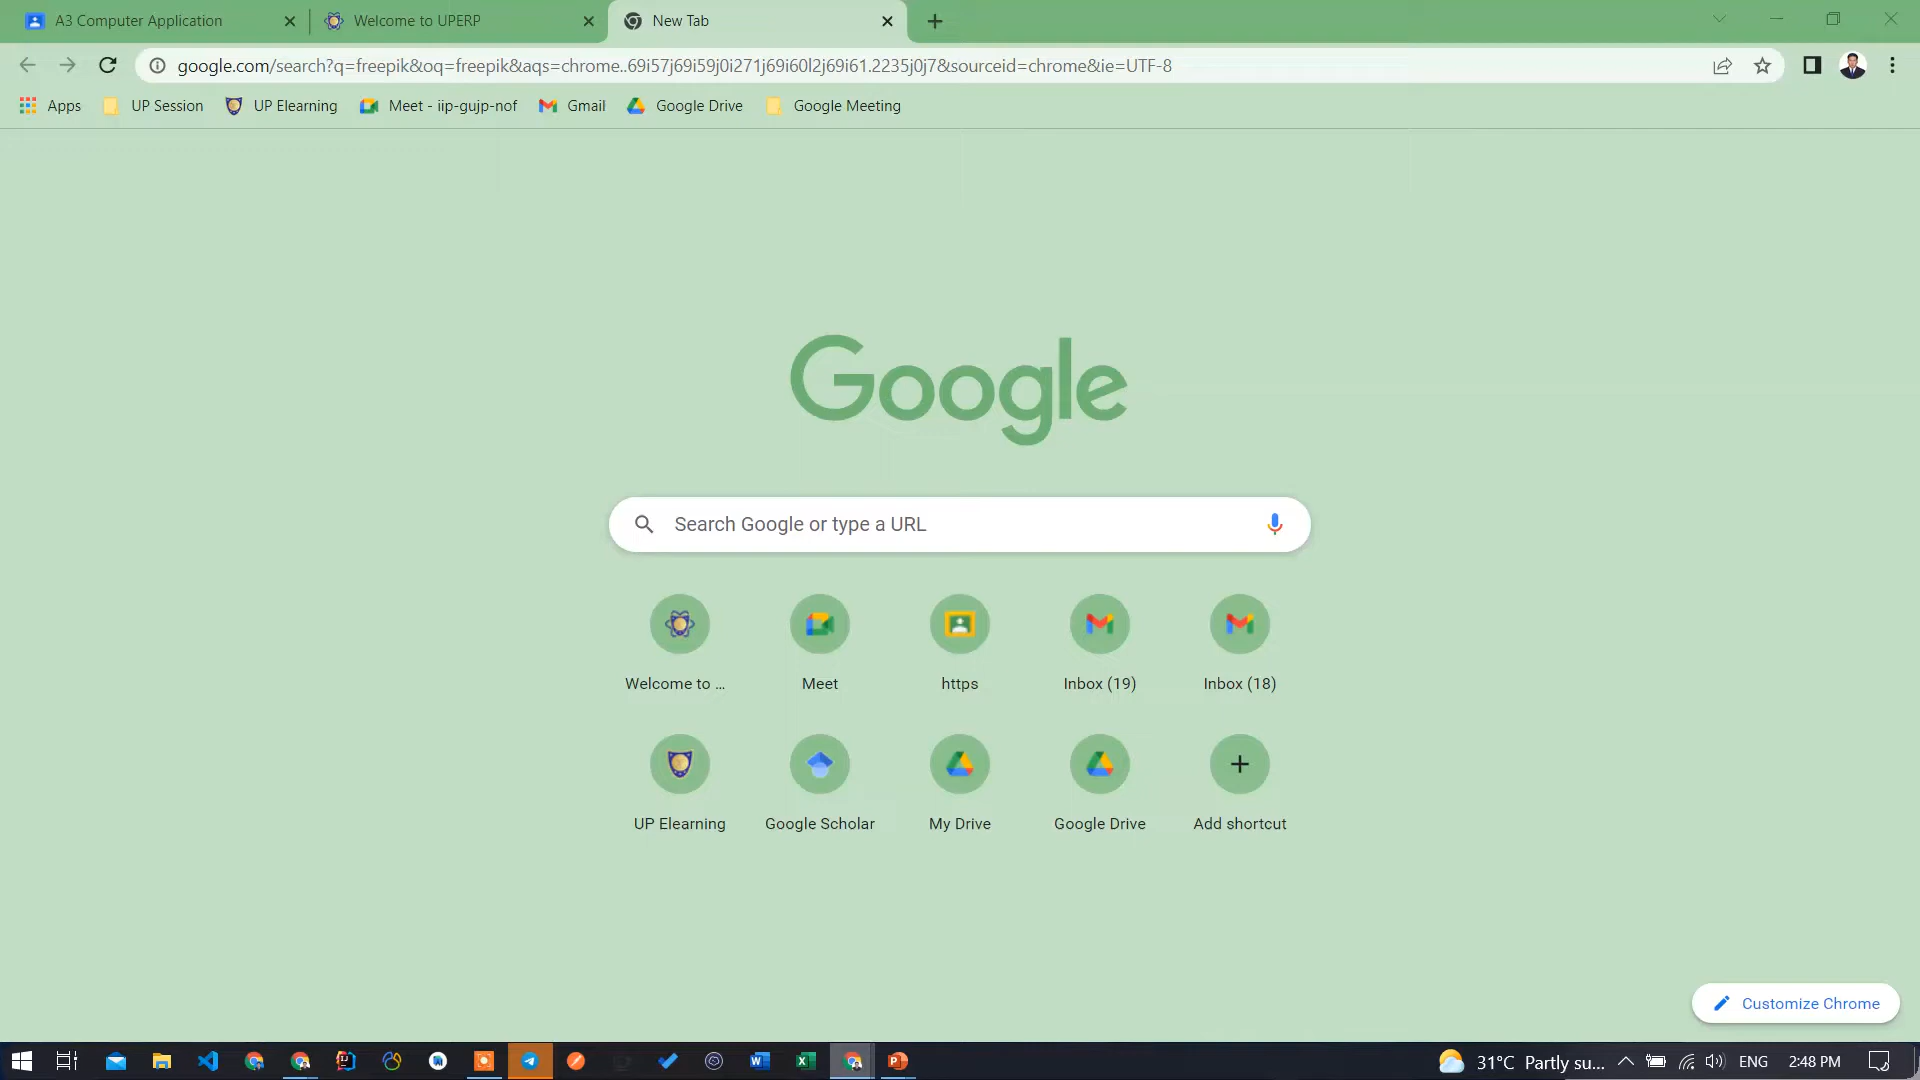 A3 Computer Application
Welcome to UPERP
New Tab
google.com/search?q=freepik&oq=freepik&aqs=chrome..69i57j69i59j0i271j69i60l2j69i61.2235j0j7&sourceid=chrome&ie=UTF-8
Apps
UP Session
UP Elearning
Meet - iip-gujp-nof
Gmail
Google Drive
Google Meeting
Google
Search Google or type a URL
Welcome to ...
Meet
https
Inbox (19)
Inbox (18)
UP Elearning
Google Scholar
My Drive
Google Drive
Add shortcut
Customize Chrome
31°C Partly su...
ENG
2:48 PM